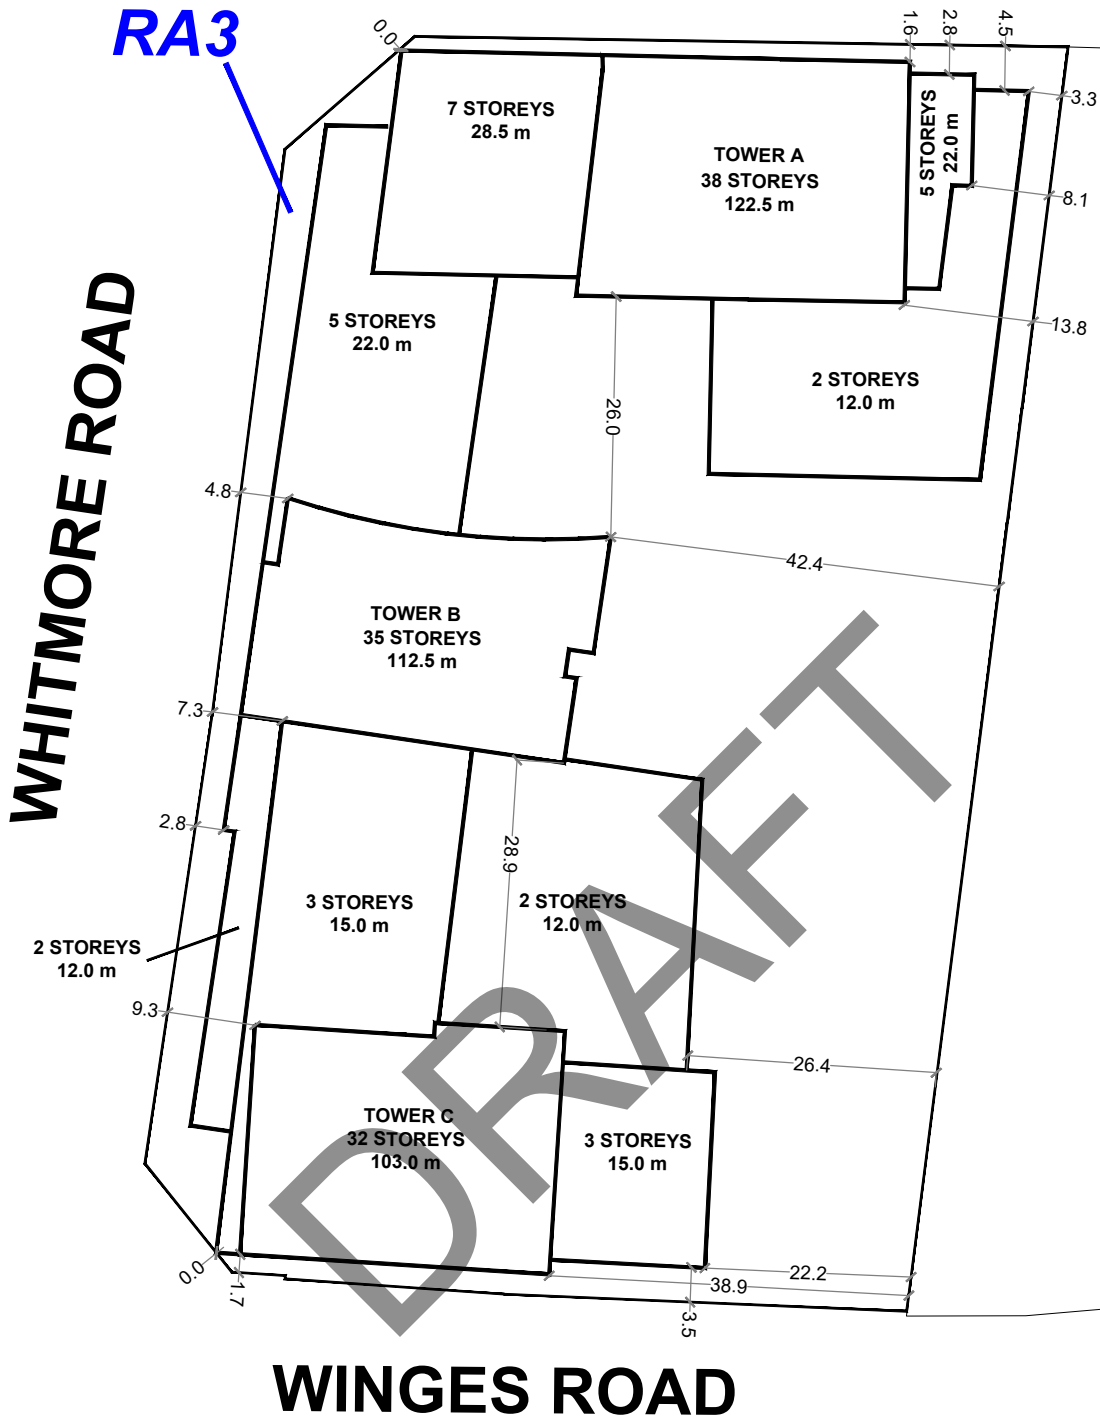 RA3
0.0
1.6
2.8
4.5
3.3
7 STOREYS
28.5 m
TOWER A
38 STOREYS
122.5 m
5 STOREYS
22.0 m
8.1
13.8
5 STOREYS
22.0 m
2 STOREYS
12.0 m
26.0
WHITMORE ROAD
4.8
42.4
TOWER B
35 STOREYS
112.5 m
7.3
2.8
28.9
3 STOREYS
15.0 m
2 STOREYS
12.0 m
2 STOREYS
12.0 m
9.3
26.4
TOWER C
32 STOREYS
103.0 m
3 STOREYS
15.0 m
DRAFT
0.0
1.7
22.2
38.9
3.5
WINGES ROAD